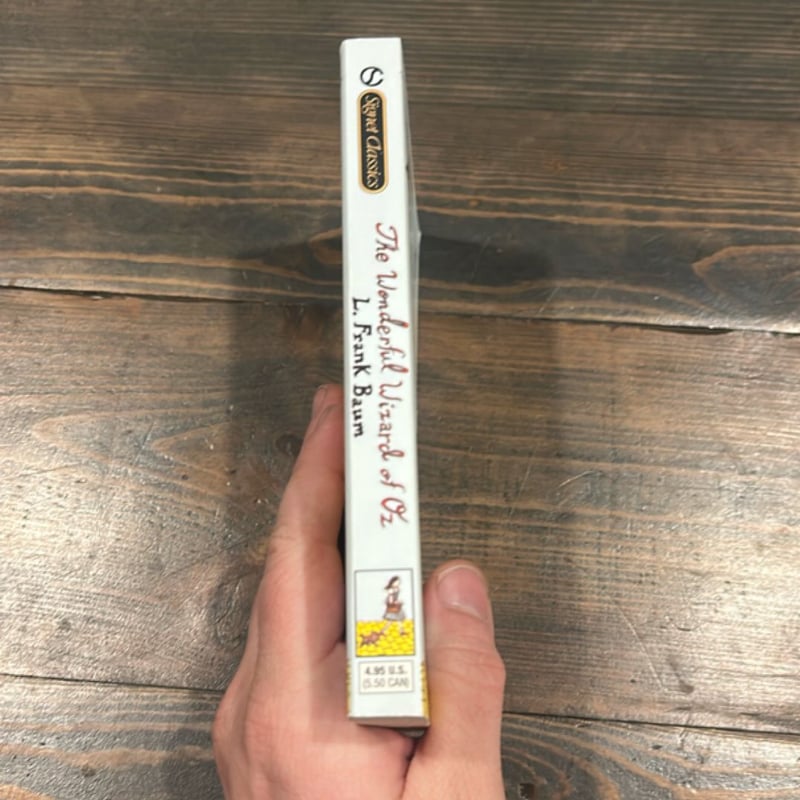 Signet Classics
The Wonderful Wizard of Oz
L. Frank Baum
4.95 U.S.
(5.50 CAN)